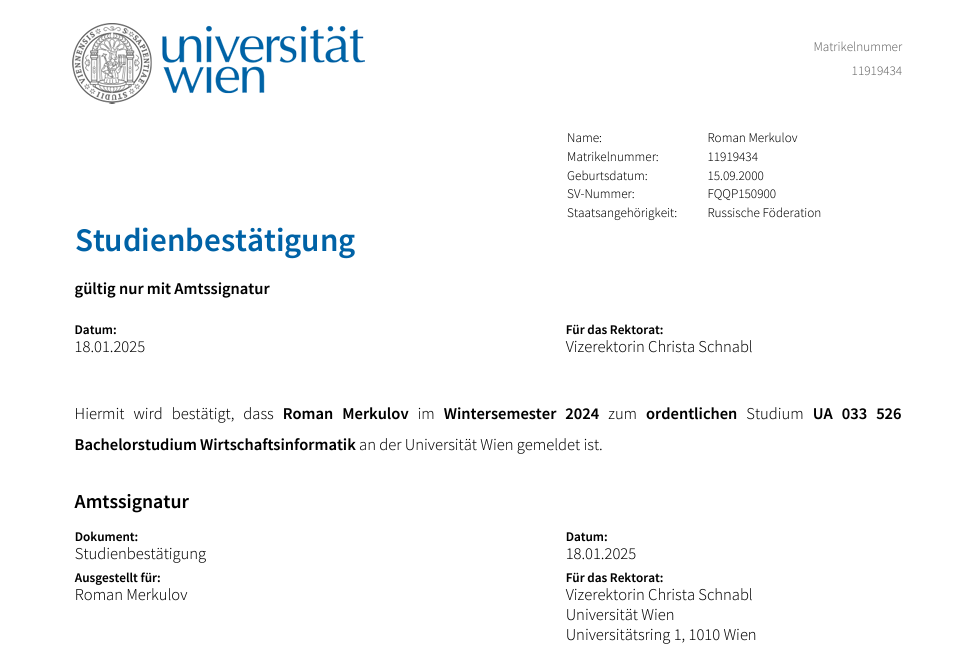 universität
wien
VIENNENSIS
SAPIENTIAE
STUDII
Matrikelnummer
11919434
Name: Roman Merkulov
Matrikelnummer: 11919434
Geburtsdatum: 15.09.2000
SV-Nummer: FQQP150900
Staatsangehörigkeit: Russische Föderation
Studienbestätigung
gültig nur mit Amtssignatur
Datum: Für das Rektorat:
18.01.2025 Vizerektorin Christa Schnabl
Hiermit wird bestätigt, dass Roman Merkulov im Wintersemester 2024 zum ordentlichen Studium UA 033 526
Bachelorstudium Wirtschaftsinformatik an der Universität Wien gemeldet ist.
Amtssignatur
Dokument: Datum:
Studienbestätigung 18.01.2025
Ausgestellt für: Für das Rektorat:
Roman Merkulov Vizerektorin Christa Schnabl
Universität Wien
Universitätsring 1, 1010 Wien